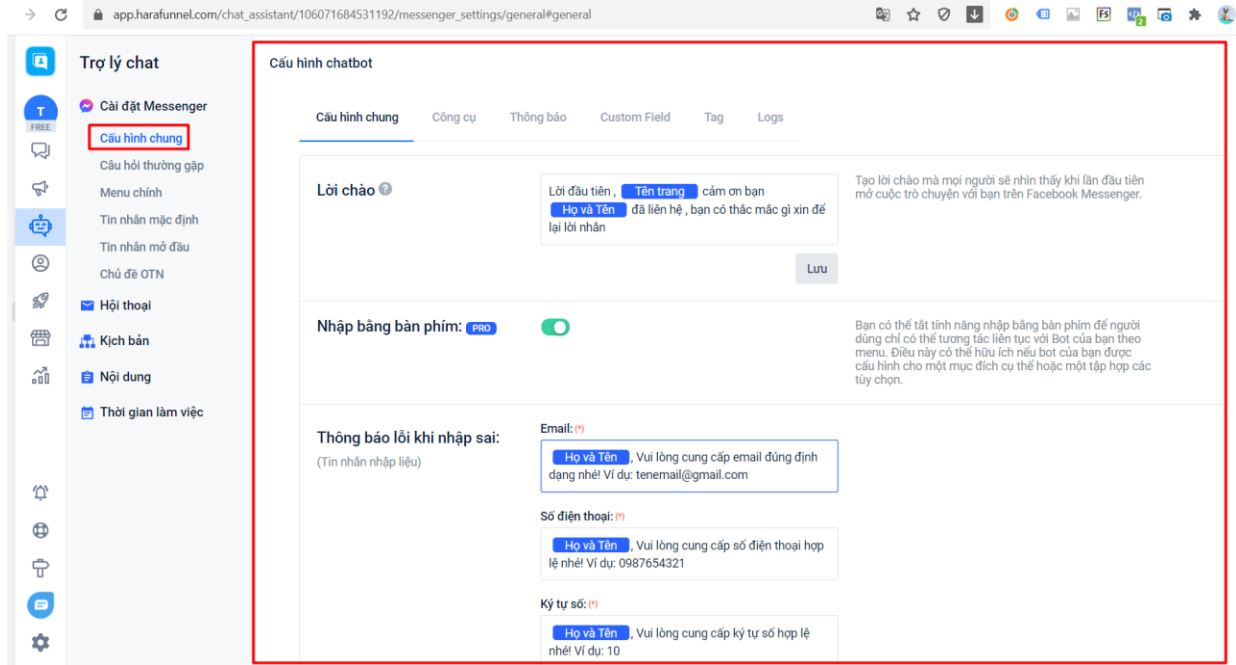 app.harafunnel.com/chat_assistant/106071684531192/messenger_settings/general#general
FS
2
T
FREE
Trợ lý chat
Cài đặt Messenger
Cấu hình chung
Câu hỏi thường gặp
Menu chính
Tin nhắn mặc định
Tin nhắn mở đầu
Chủ đề OTN
Hội thoại
Kịch bản
Nội dung
Thời gian làm việc
Cấu hình chatbot
Cấu hình chung Công cụ Thông báo Custom Field Tag Logs
Lời chào
Lời đầu tiên , Tên trang cảm ơn bạn
Họ và Tên đã liên hệ , bạn có thắc mắc gì xin để
lại lời nhắn
Lưu
Tạo lời chào mà mọi người sẽ nhìn thấy khi lần đầu tiên
mở cuộc trò chuyện với bạn trên Facebook Messenger.
Nhập bằng bàn phím: PRO
Bạn có thể tắt tính năng nhập bằng bàn phím để người
dùng chỉ có thể tương tác liên tục với Bot của bạn theo
menu. Điều này có thể hữu ích nếu bot của bạn được
cấu hình cho một mục đích cụ thể hoặc một tập hợp các
tùy chọn.
Thông báo lỗi khi nhập sai:
(Tin nhắn nhập liệu)
Email: (*)
Họ và Tên , Vui lòng cung cấp email đúng định
dạng nhé! Ví dụ: tenemail@gmail.com
Số điện thoại: (*)
Họ và Tên , Vui lòng cung cấp số điện thoại hợp
lệ nhé! Ví dụ: 0987654321
Ký tự số: (*)
Họ và Tên , Vui lòng cung cấp ký tự số hợp lệ
nhé! Ví dụ: 10